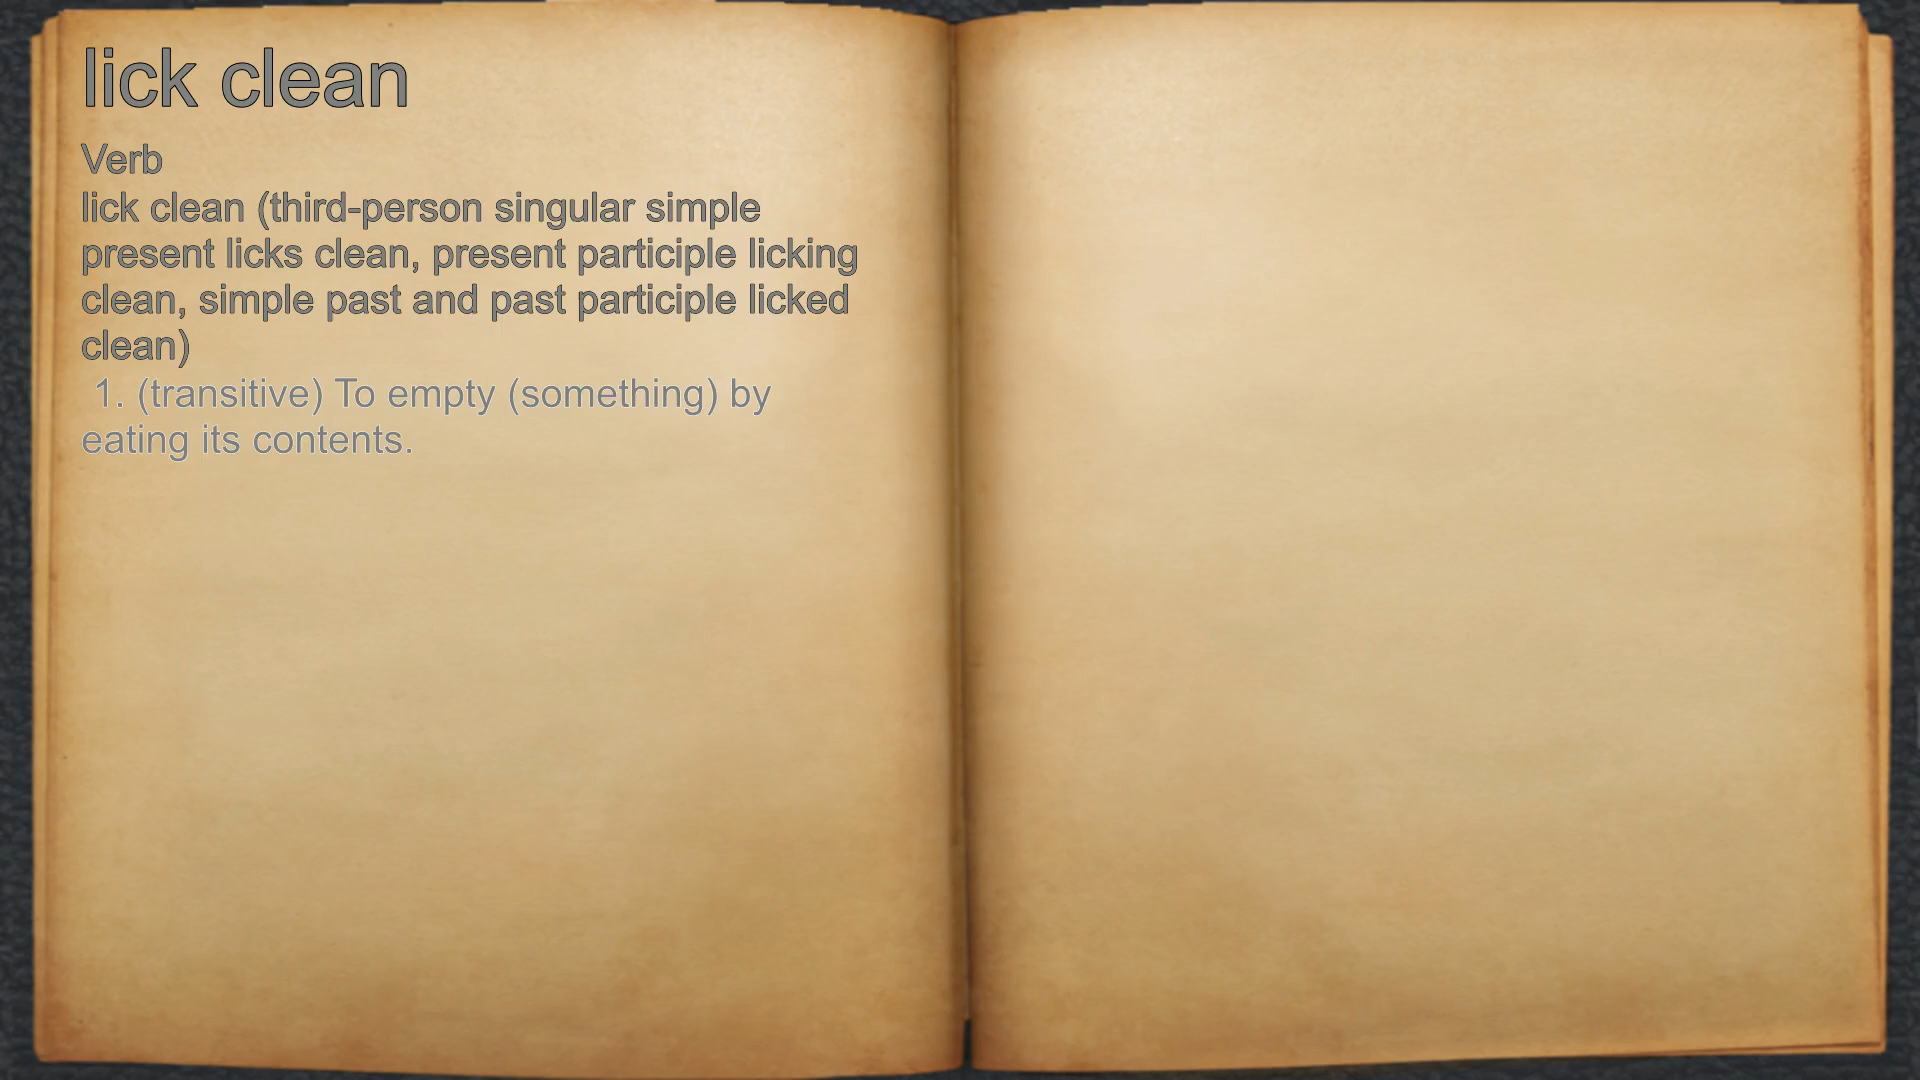 lick clean
Verb
lick clean (third-person singular simple
present licks clean, present participle licking
clean, simple past and past participle licked
clean)
1. (transitive) To empty (something) by
eating its contents.